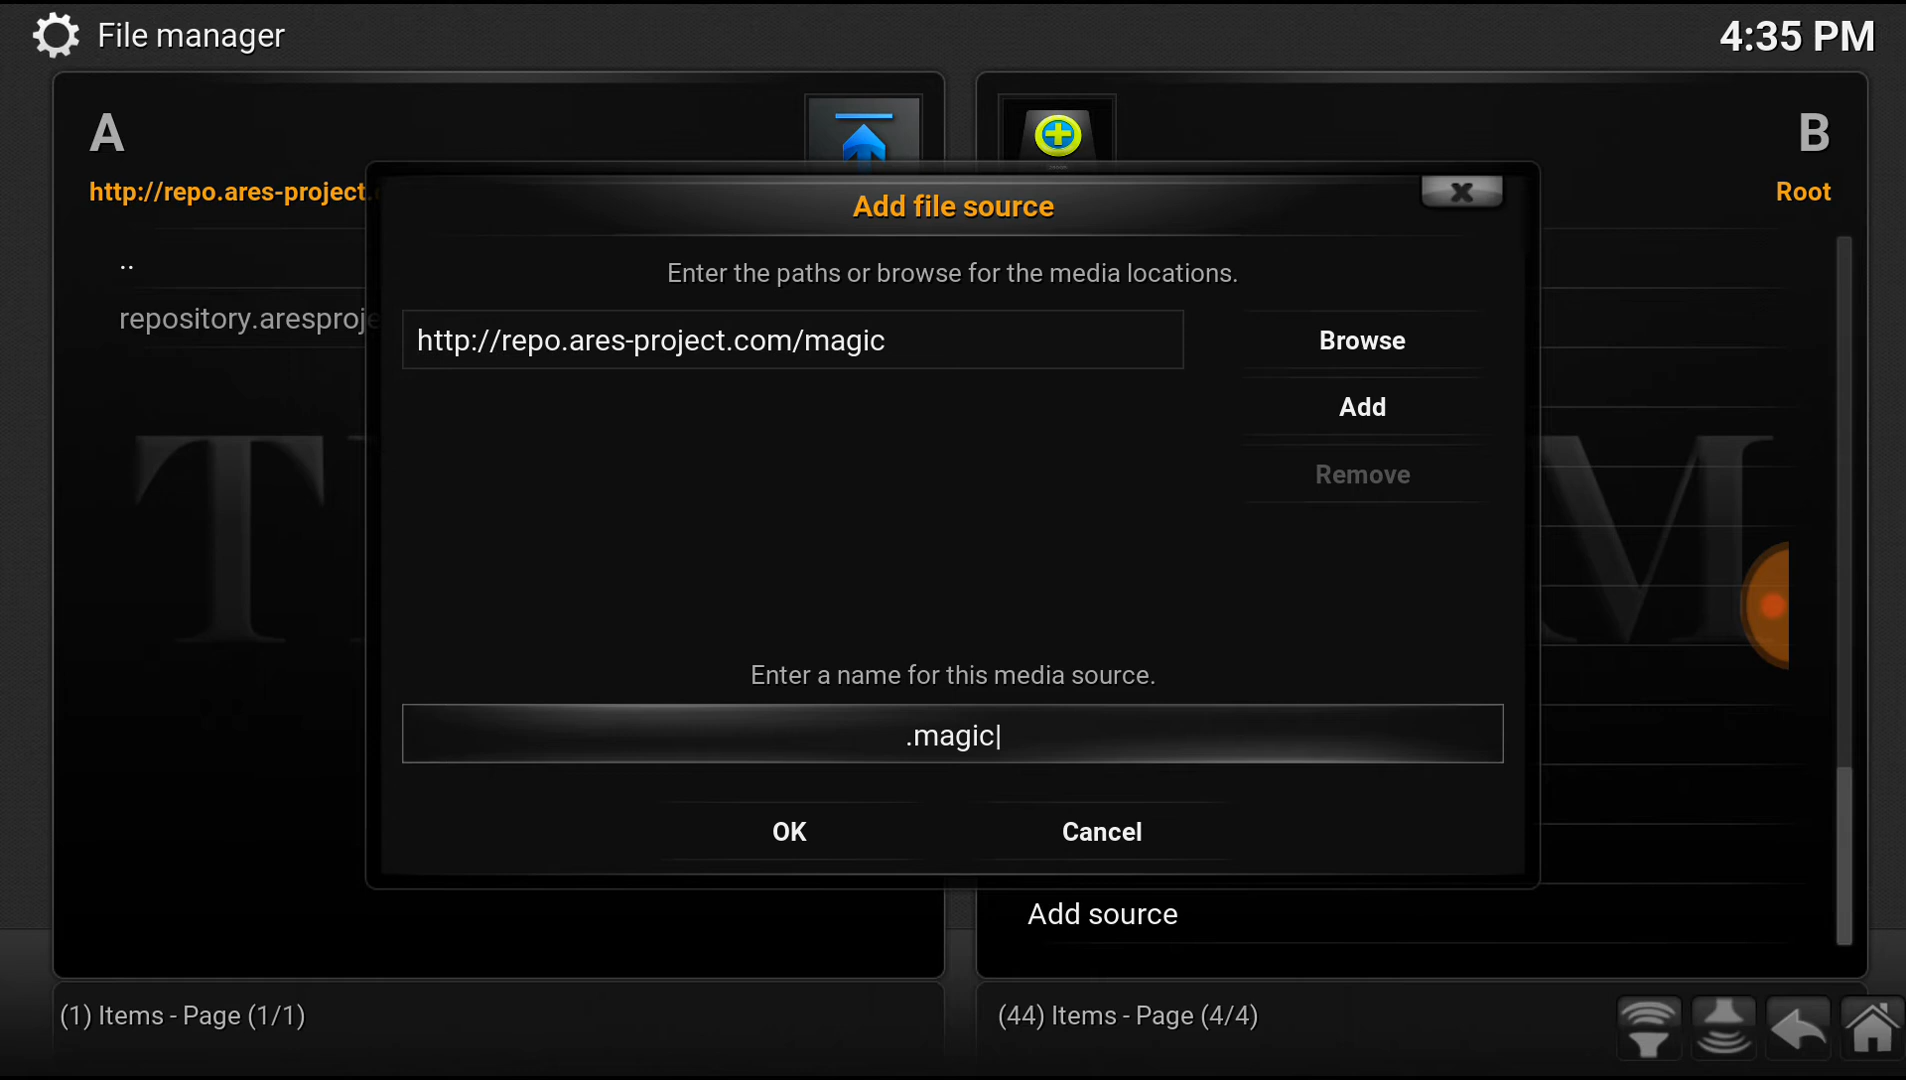 File manager
4:35 PM
A
B
http://repo.ares-project.
Root
Add file source
..
Enter the paths or browse for the media locations.
repository.aresproje
http://repo.ares-project.com/magic
Browse
Add
Remove
T
M
Enter a name for this media source.
.magic|
OK
Cancel
Add source
(1) Items - Page (1/1)
(44) Items - Page (4/4)